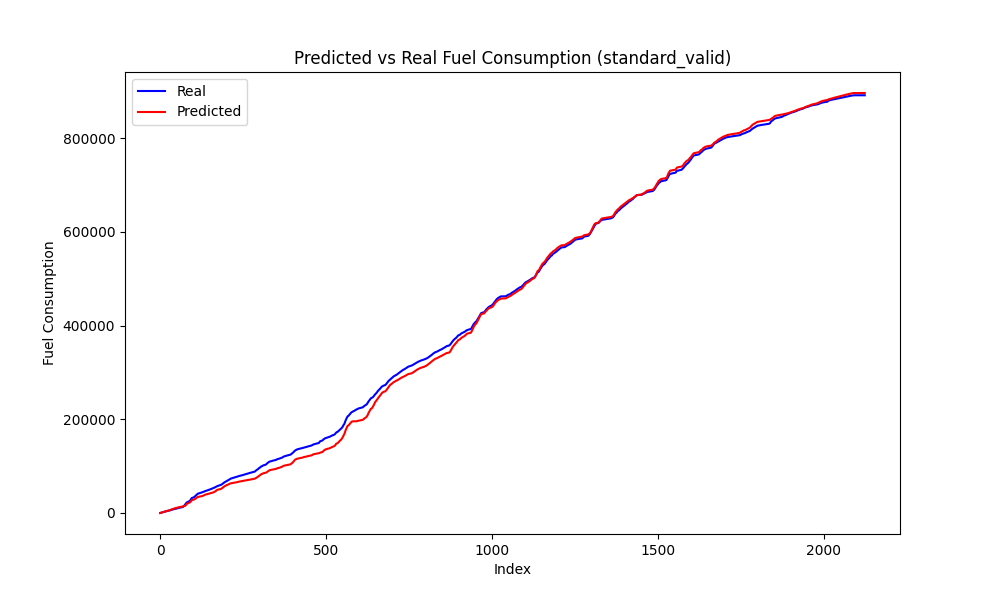 Predicted vs Real Fuel Consumption (standard_valid)
Real
Predicted
Fuel Consumption
800000
600000
400000
200000
0
0 500 1000 1500 2000
Index